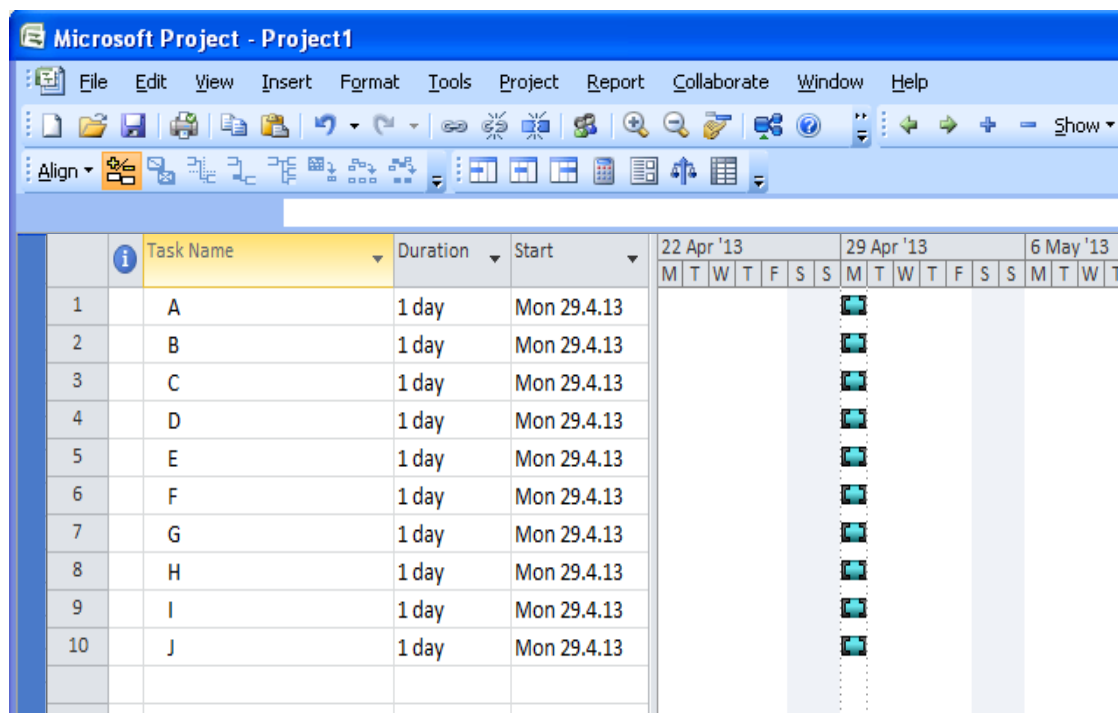 Microsoft Project - Project1
File Edit View Insert Format Tools Project Report Collaborate Window Help
Show
Align
Task Name Duration Start 22 Apr '13 29 Apr '13 6 May '13
M T W T F S S M T W T F S S M T W T
1 A 1 day Mon 29.4.13
2 B 1 day Mon 29.4.13
3 C 1 day Mon 29.4.13
4 D 1 day Mon 29.4.13
5 E 1 day Mon 29.4.13
6 F 1 day Mon 29.4.13
7 G 1 day Mon 29.4.13
8 H 1 day Mon 29.4.13
9 I 1 day Mon 29.4.13
10 J 1 day Mon 29.4.13